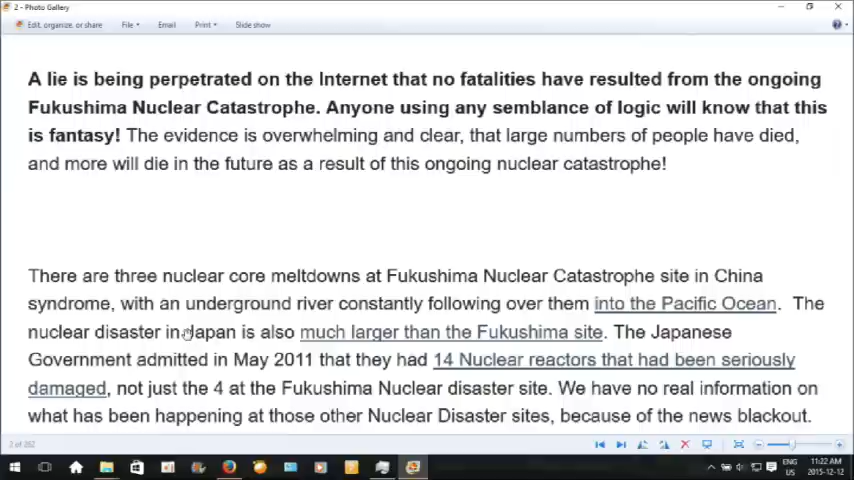 2 - Photo Gallery
Edit, organize, or share File Email Print Slide show
A lie is being perpetrated on the Internet that no fatalities have resulted from the ongoing
Fukushima Nuclear Catastrophe. Anyone using any semblance of logic will know that this
is fantasy! The evidence is overwhelming and clear, that large numbers of people have died,
and more will die in the future as a result of this ongoing nuclear catastrophe!
There are three nuclear core meltdowns at Fukushima Nuclear Catastrophe site in China
syndrome, with an underground river constantly following over them into the Pacific Ocean. The
nuclear disaster in Japan is also much larger than the Fukushima site. The Japanese
Government admitted in May 2011 that they had 14 Nuclear reactors that had been seriously
damaged, not just the 4 at the Fukushima Nuclear disaster site. We have no real information on
what has been happening at those other Nuclear Disaster sites, because of the news blackout.
2 of 262
ENG 11:22 AM
US 2015-12-12